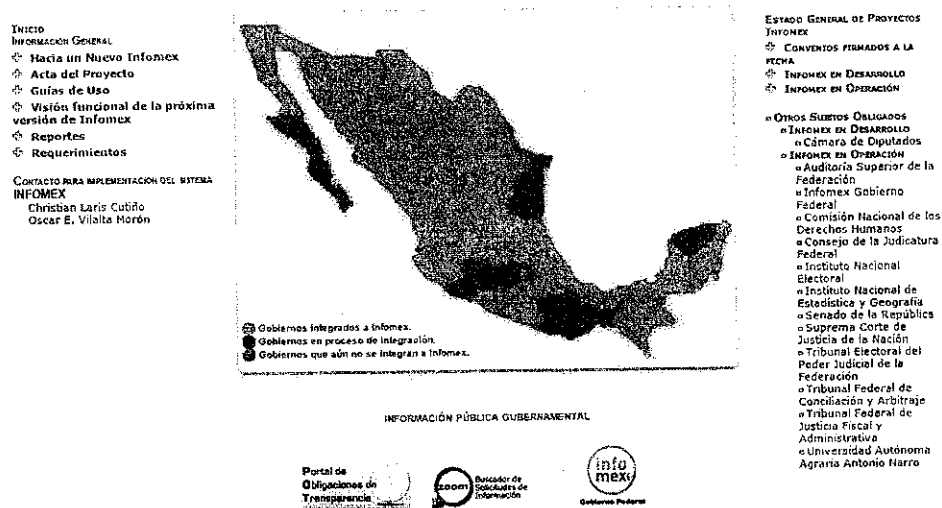 INICIO
INFORMACIÓN GENERAL
Hacia un Nuevo Infomex
Acta del Proyecto
Guías de Uso
Visión funcional de la próxima
versión de Infomex
Reportes
Requerimientos
CONTACTO PARA IMPLEMENTACIÓN DEL SISTEMA
INFOMEX
Christian Laris Cutiño
Oscar E. Vilalta Morón
Gobiernos integrados a Infomex.
Gobiernos en proceso de integración.
Gobiernos que aún no se integran a Infomex.
INFORMACIÓN PÚBLICA GUBERNAMENTAL
Portal de
Obligaciones de
Transparencia
zoom
Buscador de
Solicitudes de
Información
info
mex
Gobierno Federal
ESTADO GENERAL DE PROYECTOS
INFOMEX
CONVENIOS FIRMADOS A LA
FECHA
INFOMEX EN DESARROLLO
INFOMEX EN OPERACIÓN
OTROS SUJETOS OBLIGADOS
INFOMEX EN DESARROLLO
Cámara de Diputados
INFOMEX EN OPERACIÓN
Auditoría Superior de la
Federación
Infomex Gobierno
Federal
Comisión Nacional de los
Derechos Humanos
Consejo de la Judicatura
Federal
Instituto Nacional
Electoral
Instituto Nacional de
Estadística y Geografía
Senado de la República
Suprema Corte de
Justicia de la Nación
Tribunal Electoral del
Poder Judicial de la
Federación
Tribunal Federal de
Conciliación y Arbitraje
Tribunal Federal de
Justicia Fiscal y
Administrativa
Universidad Autónoma
Agraria Antonio Narro